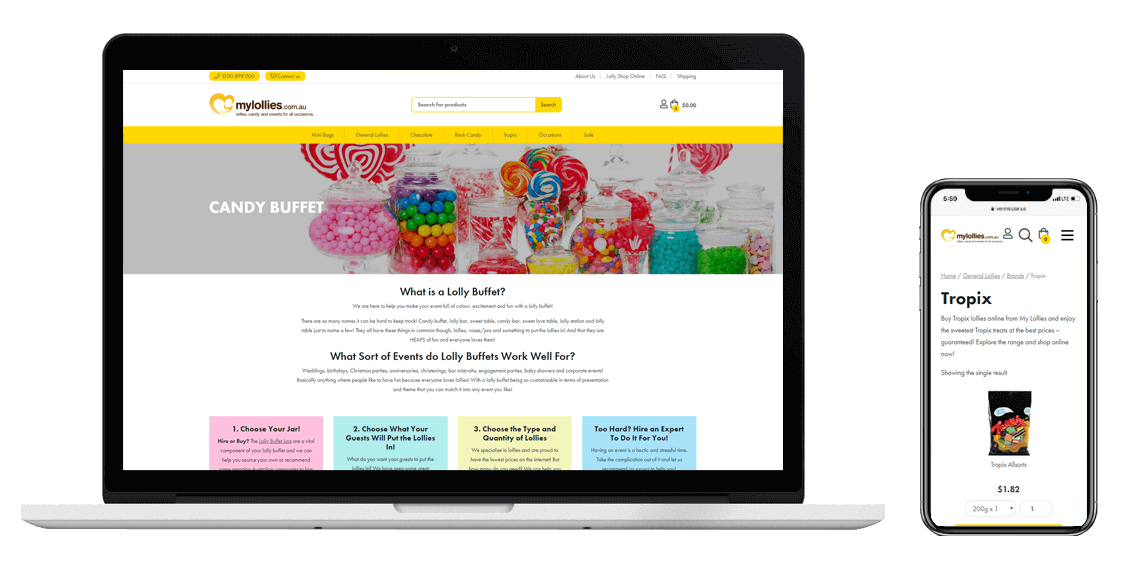 1300 699 000
Contact us
About Us
Lolly Shop Online
FAQ
Shipping
mylollies.com.au
lollies, candy and sweets for all occasions.
Search for products
Search
0
$0.00
Mini Bags
General Lollies
Chocolate
Rock Candy
Tropix
Occasions
Sale
CANDY BUFFET
What is a Lolly Buffet?
We are here to help you make your event full of colour, excitement and fun with a lolly buffet!
There are so many names it can be hard to keep track! Candy buffet, lolly bar, sweet table, candy bar, sweet love table, lolly station and lolly
table just to name a few! They all have these things in common though, lollies, vases/jars and something to put the lollies in! And that they are
HEAPS of fun and everyone loves them!
What Sort of Events do Lolly Buffets Work Well For?
Weddings, birthdays, Christmas parties, anniversaries, christenings, bar mitzvahs, engagement parties, baby showers and corporate events!
Basically anything where people like to have fun because everyone loves lollies! With a lolly buffet being so customisable in terms of presentation
and theme that you can match it into any event you like!
1. Choose Your Jar!
Hire or Buy? The Lolly Buffet Jars are a vital
component of your lolly buffet and we can
help you source your own or recommend
2. Choose What Your
Guests Will Put the Lollies
In!
What do you want your guests to put the
lollies in? We have seen some great
3. Choose the Type and
Quantity of Lollies
We specialise in lollies and are proud to
have the lowest prices on the internet! But
how many do you need? We can help you
Too Hard? Hire an Expert
To Do It For You!
Having an event is a hectic and stressful time.
Take the complication out of it and let us
recommend an expert to help you!
5:59
LTE
vermicular.us
mylollies.com.au
lollies, candy and sweets for all occasions.
0
Home / General Lollies / Brands / Tropix
Tropix
Buy Tropix lollies online from My Lollies and enjoy
the sweetest Tropix treats at the best prices –
guaranteed! Explore the range and shop online
now!
Showing the single result
Tropix
Tropix Allsorts
$1.82
200g x 1
1